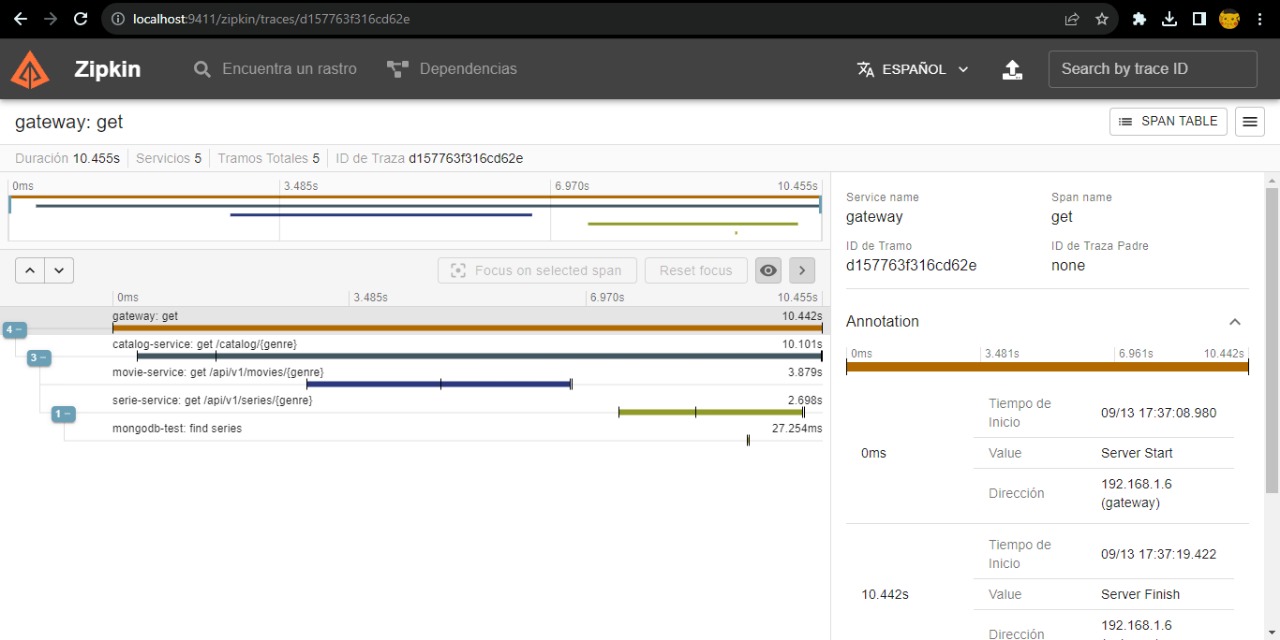 localhost:9411/zipkin/traces/d157763f316cd62e
Zipkin
Encuentra un rastro
Dependencias
ESPAÑOL
Search by trace ID
gateway: get
SPAN TABLE
Duración 10.455s Servicios 5 Tramos Totales 5 ID de Traza d157763f316cd62e
0ms 3.485s 6.970s 10.455s
Focus on selected span
Reset focus
0ms 3.485s 6.970s 10.455s
gateway: get 10.442s
4 −
catalog-service: get /catalog/{genre} 10.101s
3 −
movie-service: get /api/v1/movies/{genre} 3.879s
serie-service: get /api/v1/series/{genre} 2.698s
1 −
mongodb-test: find series 27.254ms
Service name Span name
gateway get
ID de Tramo ID de Traza Padre
d157763f316cd62e none
Annotation
0ms 3.481s 6.961s 10.442s
Tiempo de Inicio 09/13 17:37:08.980
0ms Value Server Start
Dirección 192.168.1.6
(gateway)
Tiempo de Inicio 09/13 17:37:19.422
10.442s Value Server Finish
Dirección 192.168.1.6